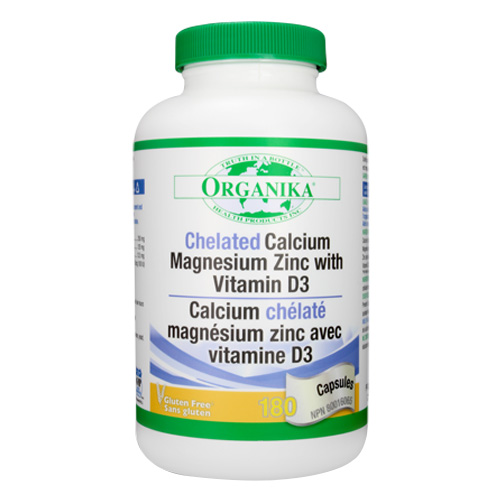 TRUTH IN A BOTTLE
ORGANIKA®
HEALTH PRODUCTS INC.
Chelated Calcium
Magnesium Zinc with
Vitamin D3
Calcium chélaté
magnésium zinc avec
vitamine D3
Gluten Free
Sans gluten
180
Capsules